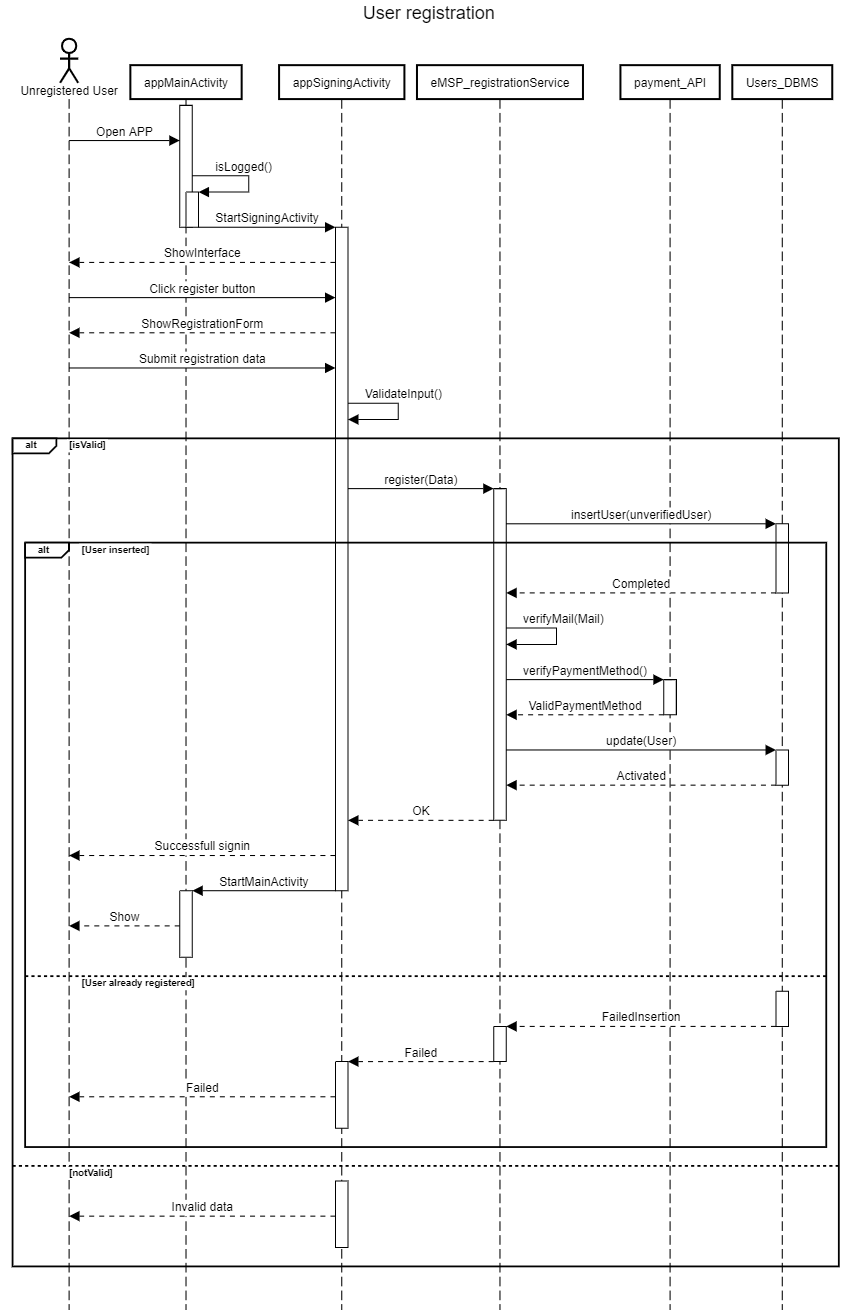 User registration
Unregistered User
appMainActivity
appSigningActivity
eMSP_registrationService
payment_API
Users_DBMS
Open APP
isLogged()
StartSigningActivity
ShowInterface
Click register button
ShowRegistrationForm
Submit registration data
ValidateInput()
alt [isValid]
register(Data)
insertUser(unverifiedUser)
alt [User inserted]
Completed
verifyMail(Mail)
verifyPaymentMethod()
ValidPaymentMethod
update(User)
Activated
OK
Successfull signin
StartMainActivity
Show
[User already registered]
FailedInsertion
Failed
Failed
[notValid]
Invalid data